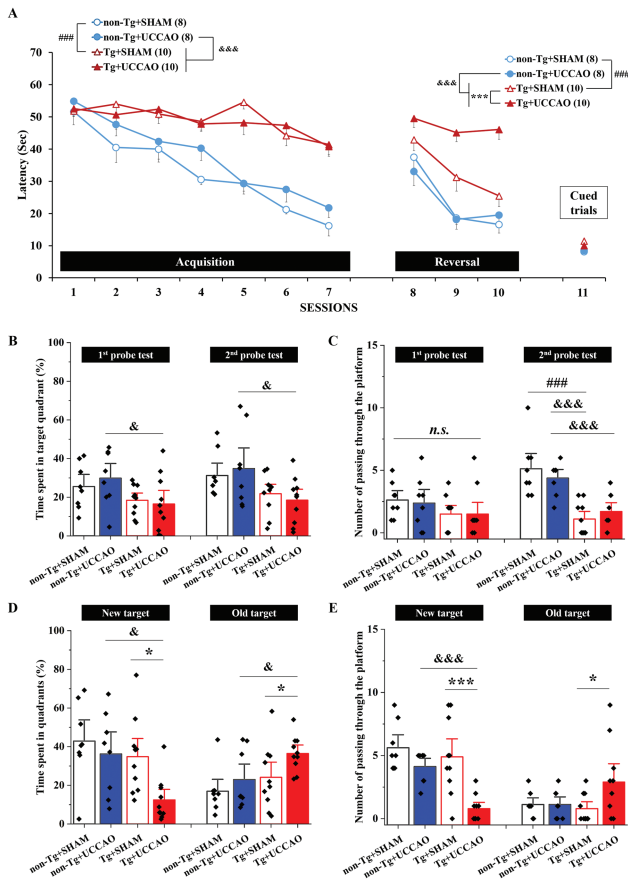 A
non-Tg+SHAM (8)
non-Tg+UCCAO (8)
Tg+SHAM (10)
Tg+UCCAO (10)
###
&&&
non-Tg+SHAM (8)
non-Tg+UCCAO (8)
Tg+SHAM (10)
Tg+UCCAO (10)
&&&
***
###
Latency (Sec)
70
60
50
40
30
20
10
0
Acquisition
Reversal
Cued
trials
1 2 3 4 5 6 7 8 9 10 11
SESSIONS
B
1st probe test
2nd probe test
Time spent in target quadrant (%)
100
80
60
40
20
0
&
&
non-Tg+SHAM
non-Tg+UCCAO
Tg+SHAM
Tg+UCCAO
non-Tg+SHAM
non-Tg+UCCAO
Tg+SHAM
Tg+UCCAO
C
1st probe test
2nd probe test
Number of passing through the platform
15
10
5
0
n.s.
###
&&&
&&&
non-Tg+SHAM
non-Tg+UCCAO
Tg+SHAM
Tg+UCCAO
non-Tg+SHAM
non-Tg+UCCAO
Tg+SHAM
Tg+UCCAO
D
New target
Old target
Time spent in quadrants (%)
100
80
60
40
20
0
&
*
&
*
non-Tg+SHAM
non-Tg+UCCAO
Tg+SHAM
Tg+UCCAO
non-Tg+SHAM
non-Tg+UCCAO
Tg+SHAM
Tg+UCCAO
E
New target
Old target
Number of passing through the platform
15
10
5
0
&&&
***
*
non-Tg+SHAM
non-Tg+UCCAO
Tg+SHAM
Tg+UCCAO
non-Tg+SHAM
non-Tg+UCCAO
Tg+SHAM
Tg+UCCAO